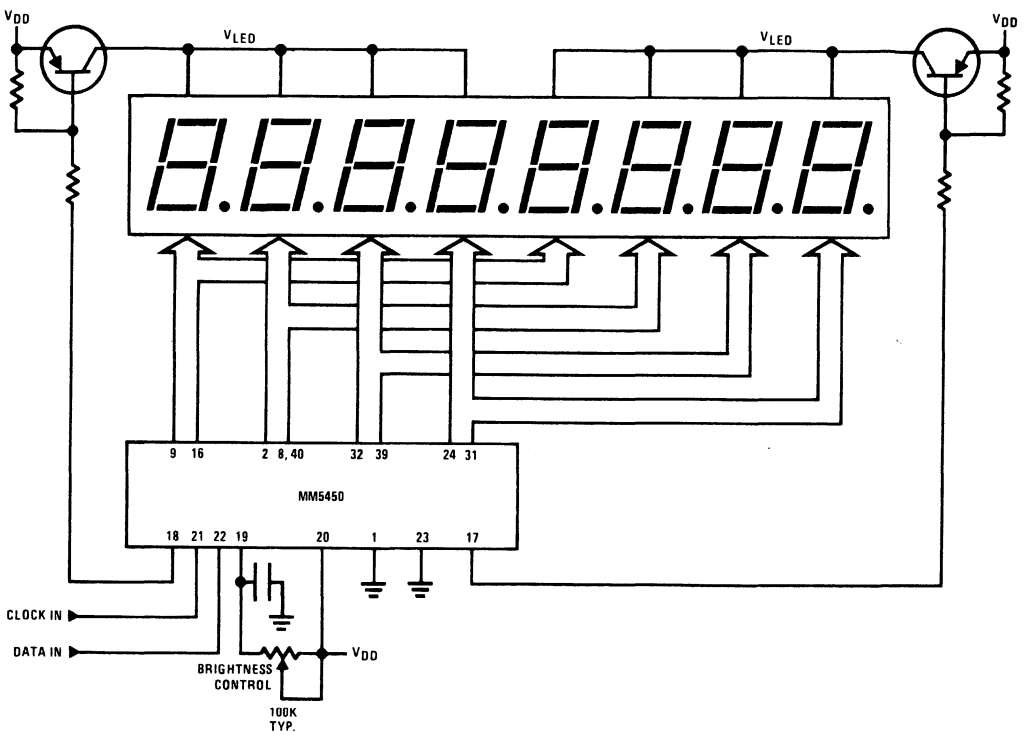 VDD
VLED
VLED
VDD
9 16 2 8, 40 32 39 24 31
MM5450
18 21 22 19 20 1 23 17
CLOCK IN
DATA IN
VDD
BRIGHTNESS
CONTROL
100K
TYP.